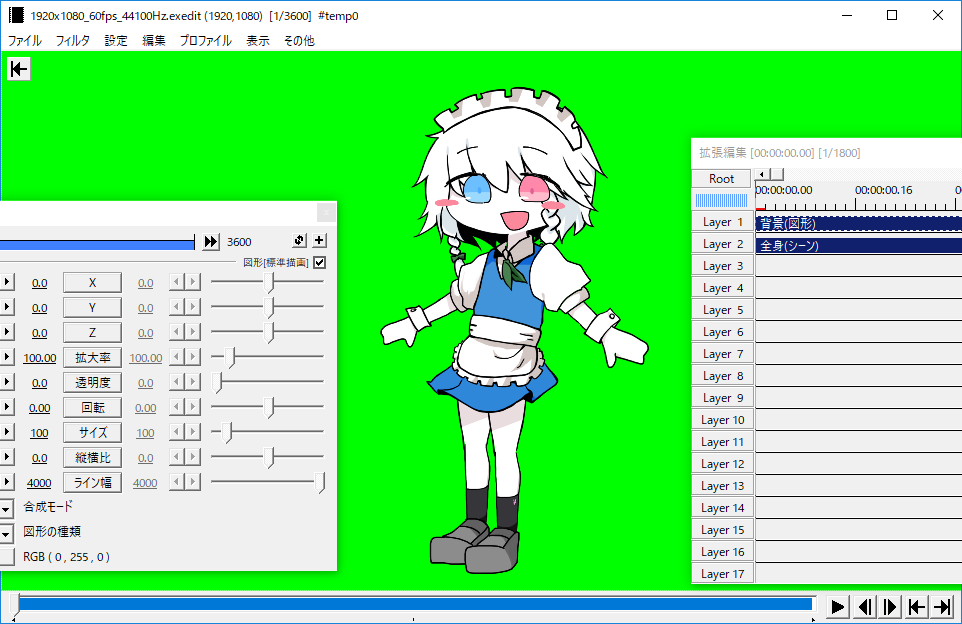 1920x1080_60fps_44100Hz.exedit (1920,1080) [1/3600] #temp0
ファイル フィルタ 設定 編集 プロファイル 表示 その他
拡張編集 [00:00:00.00] [1/1800]
Root
00:00:00.00 00:00:00.16 0
Layer 1 背景(図形)
Layer 2 全身(シーン)
Layer 3
Layer 4
Layer 5
Layer 6
Layer 7
Layer 8
Layer 9
Layer 10
Layer 11
Layer 12
Layer 13
Layer 14
Layer 15
Layer 16
Layer 17
3600
図形[標準描画]
0.0 X 0.0
0.0 Y 0.0
0.0 Z 0.0
100.00 拡大率 100.00
0.0 透明度 0.0
0.00 回転 0.00
100 サイズ 100
0.0 縦横比 0.0
4000 ライン幅 4000
合成モード
図形の種類
RGB ( 0 , 255 , 0 )